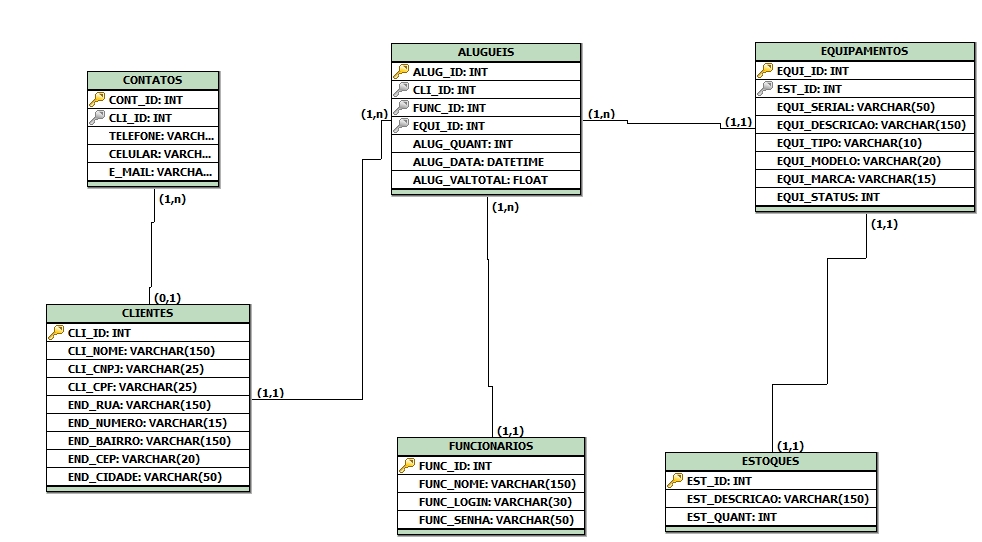 CONTATOS
CONT_ID: INT
CLI_ID: INT
TELEFONE: VARCH...
CELULAR: VARCH...
E_MAIL: VARCHA...
(1,n)
(0,1)
CLIENTES
CLI_ID: INT
CLI_NOME: VARCHAR(150)
CLI_CNPJ: VARCHAR(25)
CLI_CPF: VARCHAR(25)
END_RUA: VARCHAR(150)
END_NUMERO: VARCHAR(15)
END_BAIRRO: VARCHAR(150)
END_CEP: VARCHAR(20)
END_CIDADE: VARCHAR(50)
(1,1)
(1,n)
ALUGUEIS
ALUG_ID: INT
CLI_ID: INT
FUNC_ID: INT
EQUI_ID: INT
ALUG_QUANT: INT
ALUG_DATA: DATETIME
ALUG_VALTOTAL: FLOAT
(1,n)
(1,n)
(1,1)
FUNCIONARIOS
FUNC_ID: INT
FUNC_NOME: VARCHAR(150)
FUNC_LOGIN: VARCHAR(30)
FUNC_SENHA: VARCHAR(50)
(1,1)
EQUIPAMENTOS
EQUI_ID: INT
EST_ID: INT
EQUI_SERIAL: VARCHAR(50)
EQUI_DESCRICAO: VARCHAR(150)
EQUI_TIPO: VARCHAR(10)
EQUI_MODELO: VARCHAR(20)
EQUI_MARCA: VARCHAR(15)
EQUI_STATUS: INT
(1,1)
(1,1)
ESTOQUES
EST_ID: INT
EST_DESCRICAO: VARCHAR(150)
EST_QUANT: INT